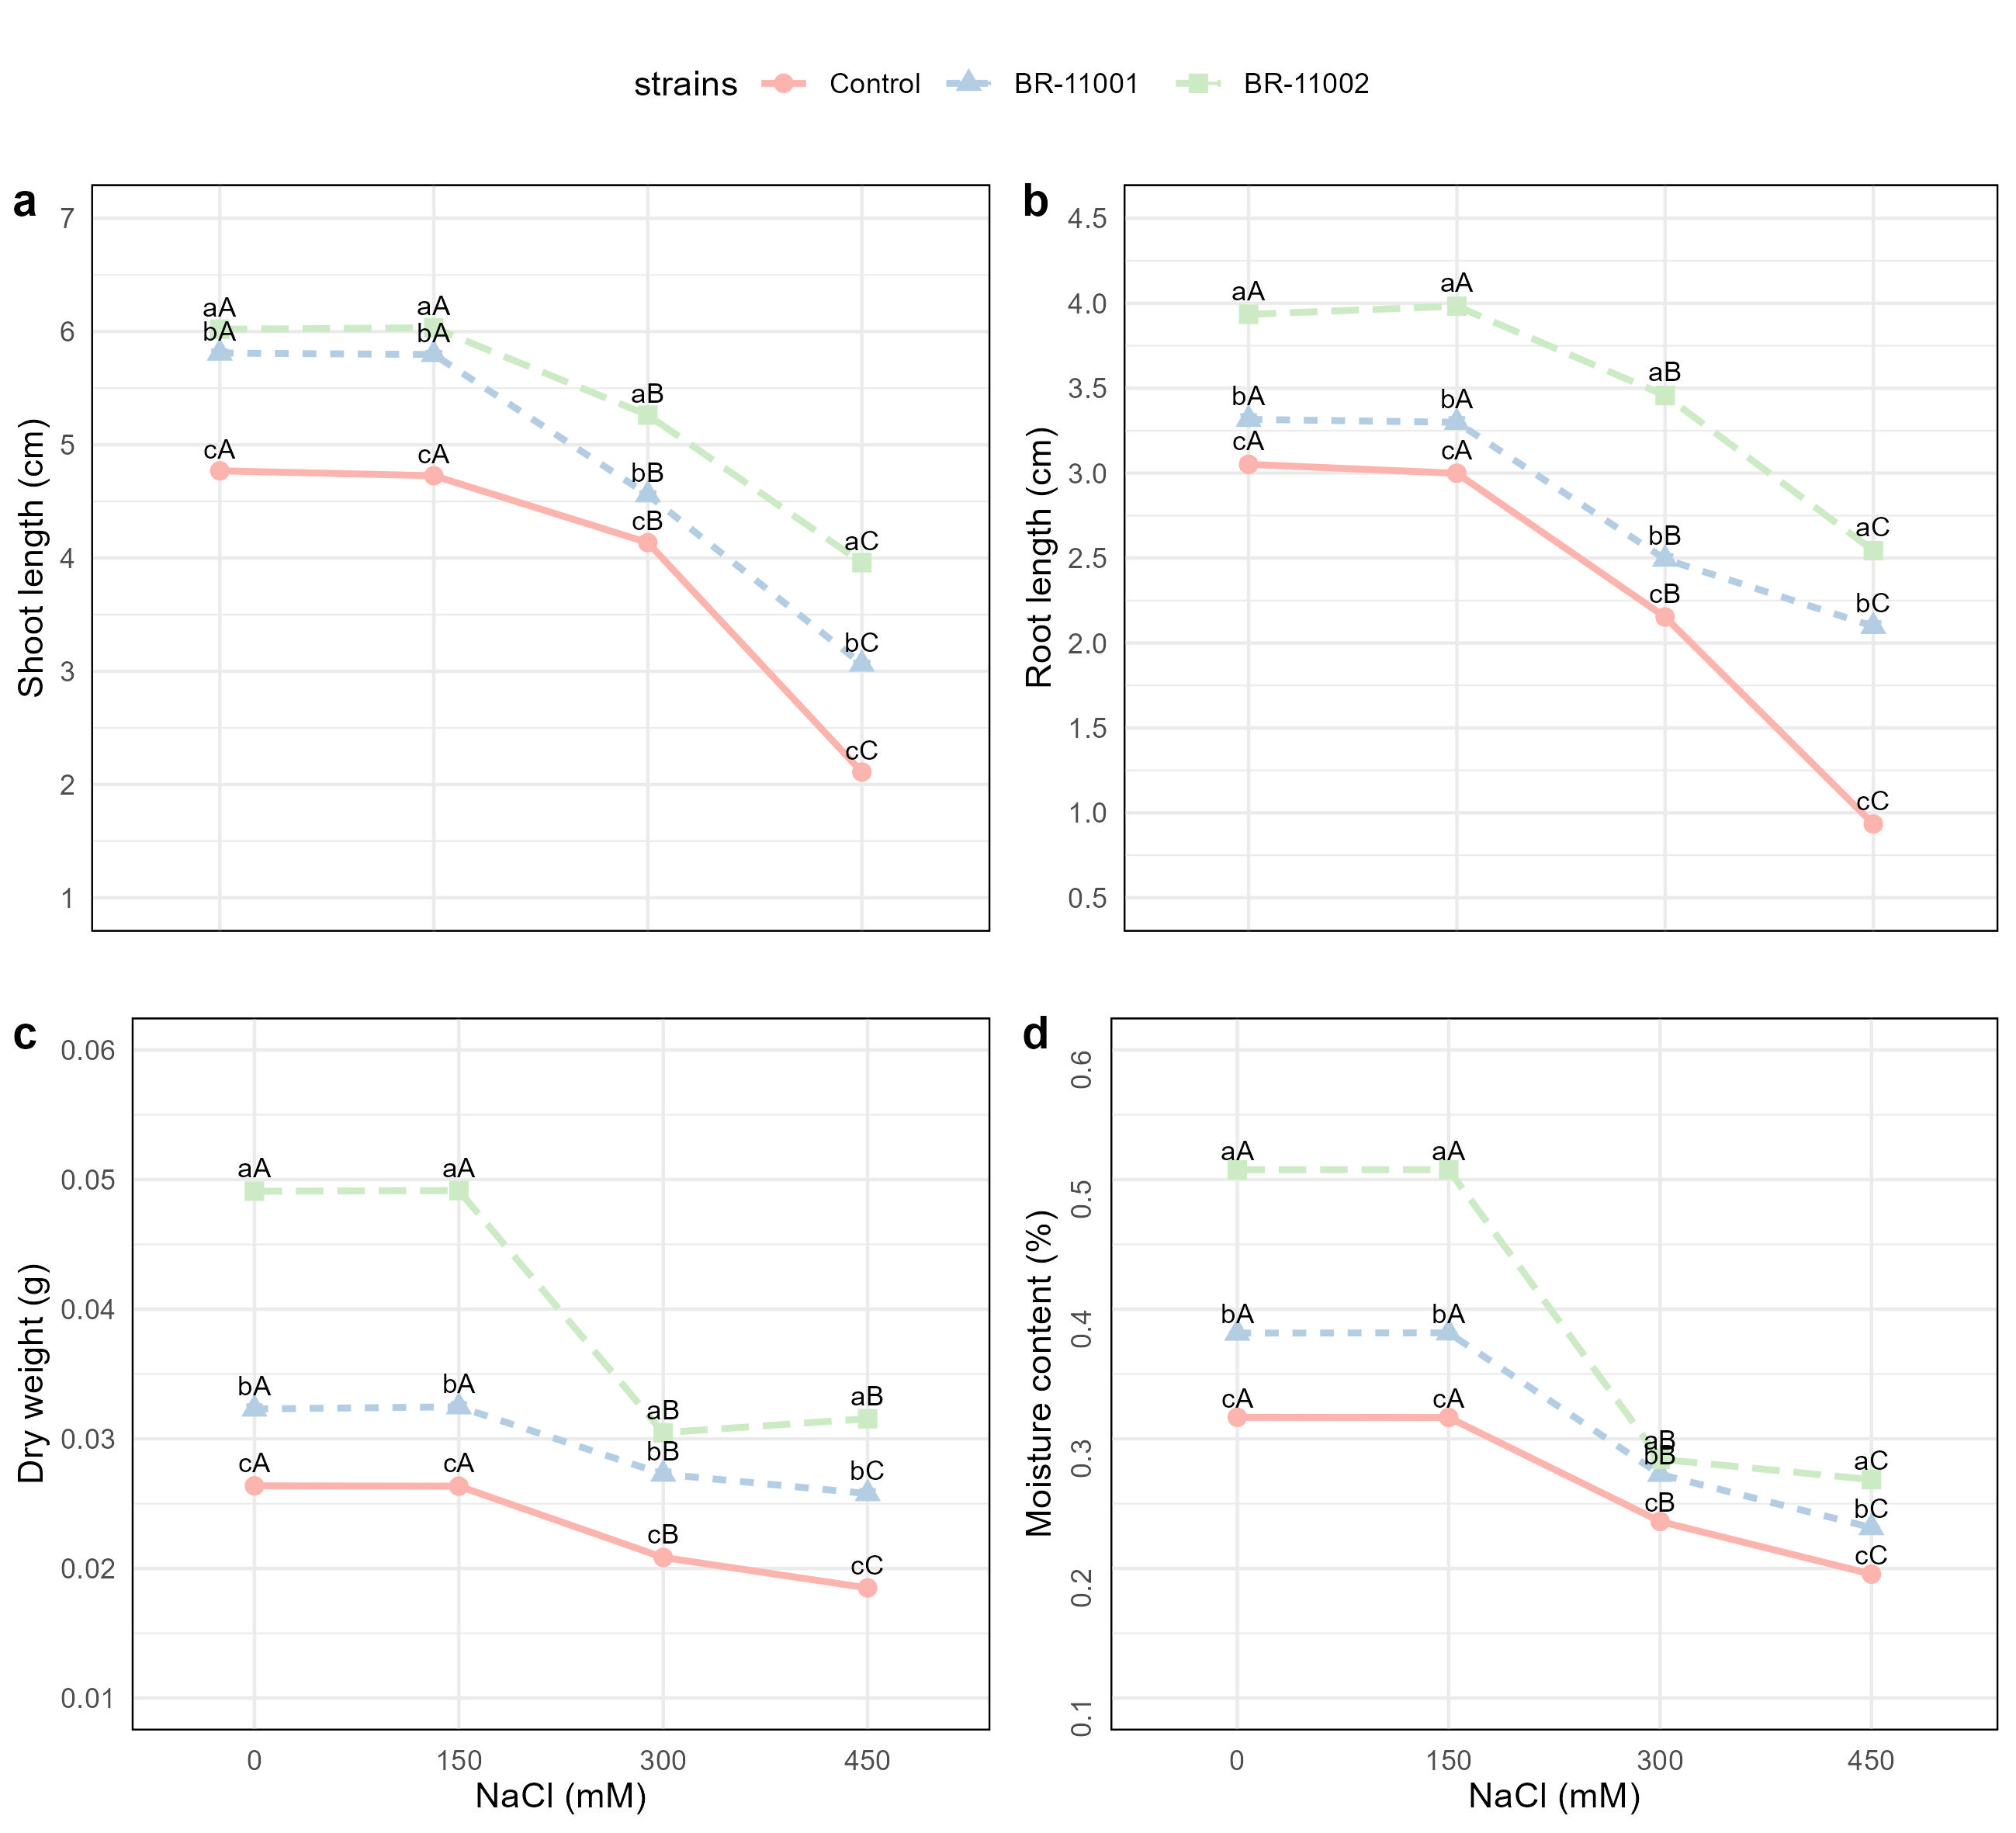 strains Control BR-11001 BR-11002
a
Shoot length (cm)
7
6
5
4
3
2
1
aA aA aB aC
bA bA bB bC
cA cA cB cC
b
Root length (cm)
4.5
4.0
3.5
3.0
2.5
2.0
1.5
1.0
0.5
aA aA aB aC
bA bA bB bC
cA cA cB cC
c
Dry weight (g)
0.06
0.05
0.04
0.03
0.02
0.01
aA aA aB aB
bA bA bB bC
cA cA cB cC
0 150 300 450
NaCl (mM)
d
Moisture content (%)
0.6
0.5
0.4
0.3
0.2
0.1
aA aA aB aC
bA bA bB bC
cA cA cB cC
0 150 300 450
NaCl (mM)